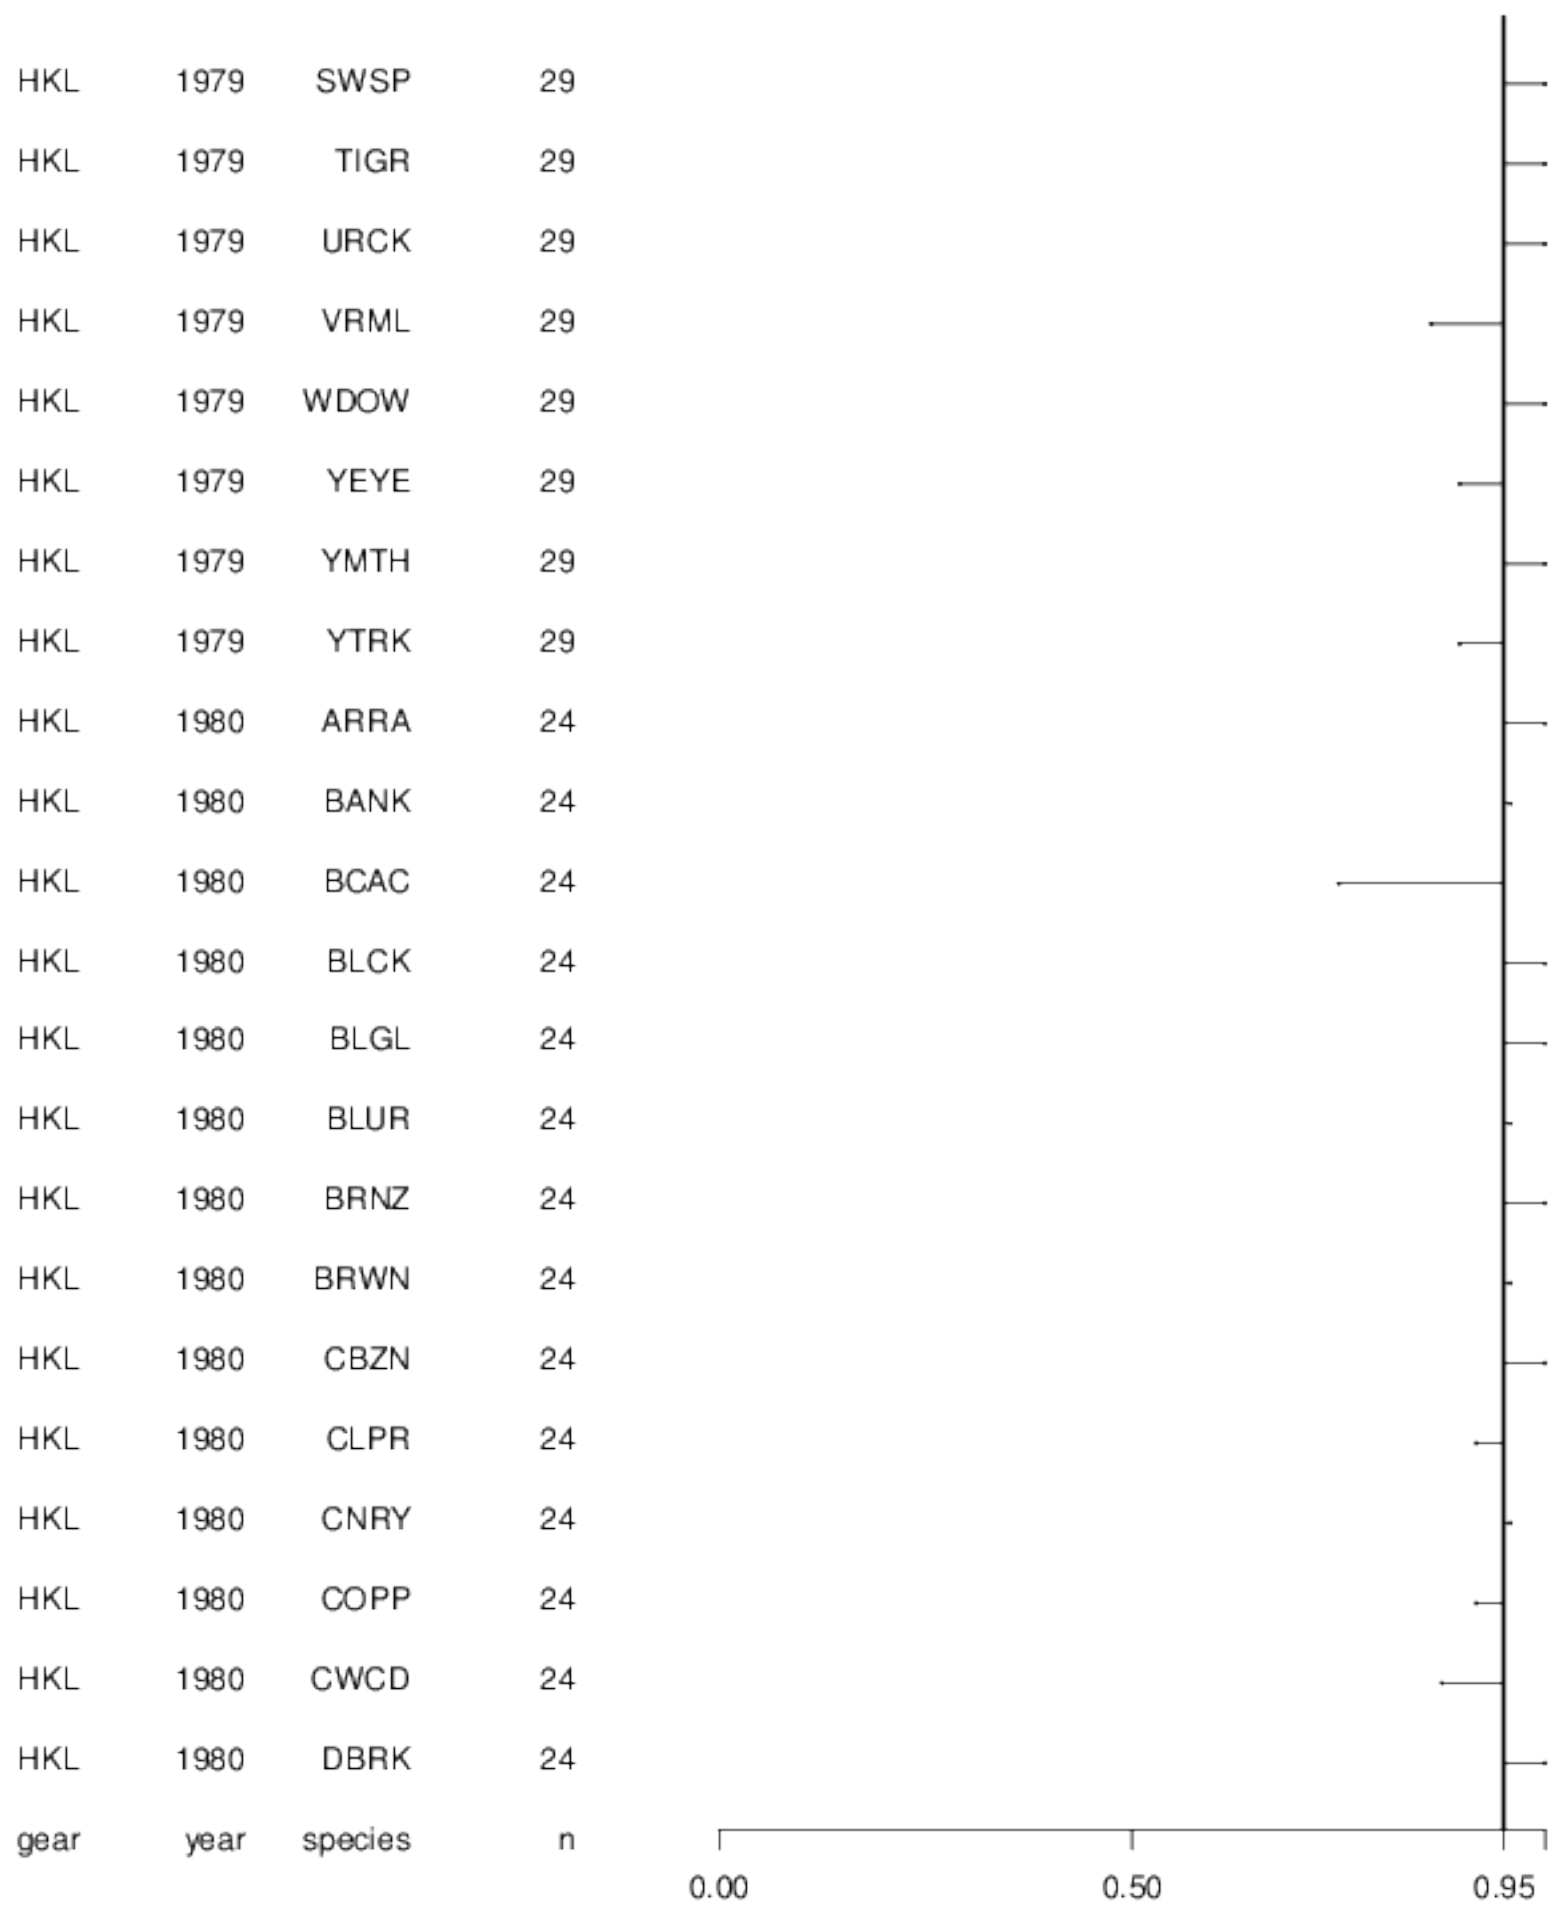 HKL 1979 SWSP 29
HKL 1979 TIGR 29
HKL 1979 URCK 29
HKL 1979 VRML 29
HKL 1979 WDOW 29
HKL 1979 YEYE 29
HKL 1979 YMTH 29
HKL 1979 YTRK 29
HKL 1980 ARRA 24
HKL 1980 BANK 24
HKL 1980 BCAC 24
HKL 1980 BLCK 24
HKL 1980 BLGL 24
HKL 1980 BLUR 24
HKL 1980 BRNZ 24
HKL 1980 BRWN 24
HKL 1980 CBZN 24
HKL 1980 CLPR 24
HKL 1980 CNRY 24
HKL 1980 COPP 24
HKL 1980 CWCD 24
HKL 1980 DBRK 24
gear year species n
0.00 0.50 0.95